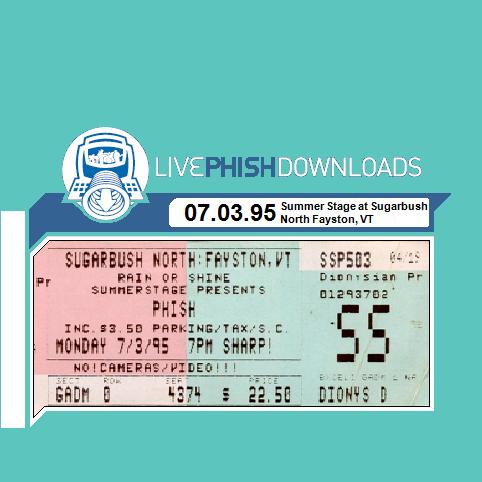 LIVEPHISHDOWNLOADS
07.03.95
Summer Stage at Sugarbush
North Fayston, VT
SUGARBUSH NORTH:FAYSTON,VT
RAIN OR SHINE
SUMMERSTAGE PRESENTS
PHISH
INC.$3.50 PARKING/TAX/S.C.
MONDAY 7/3/95 7PM SHARP!
NO!CAMERAS/VIDEO!!!
SECT ROW SEAT PRICE
GADM 0 4374 $ 22.50
Pr
SSP503 04/15
Dionysian Pr
01293702
SS
GADM
DIONYS D